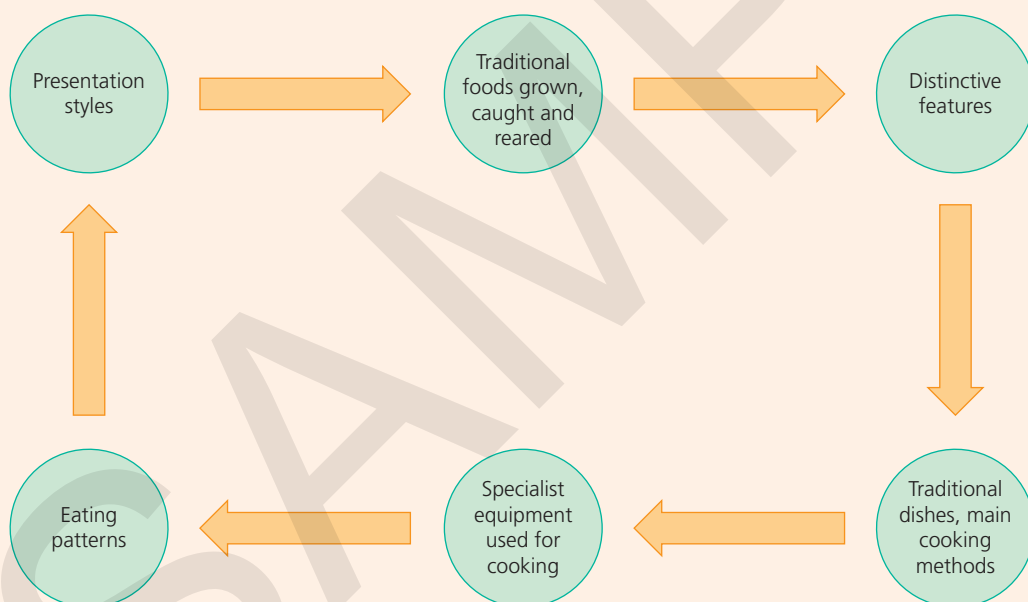 Presentation
styles
Traditional
foods grown,
caught and
reared
Distinctive
features
Eating
patterns
Specialist
equipment
used for
cooking
Traditional
dishes, main
cooking
methods
SAMP